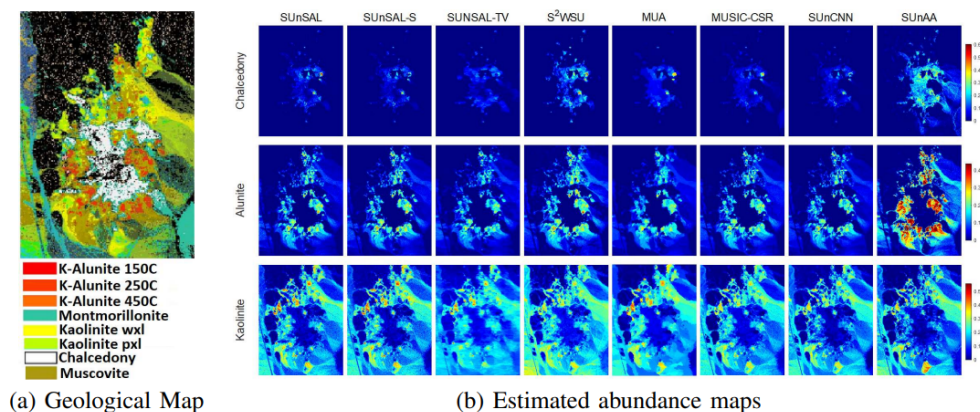 SUnSAL SUnSAL-S SUNSAL-TV S²WSU MUA MUSIC-CSR SUnCNN SUnAA
Chalcedony
Alunite
Kaolinite
K-Alunite 150C
K-Alunite 250C
K-Alunite 450C
Montmorillonite
Kaolinite wxl
Kaolinite pxl
Chalcedony
Muscovite
(a) Geological Map
(b) Estimated abundance maps